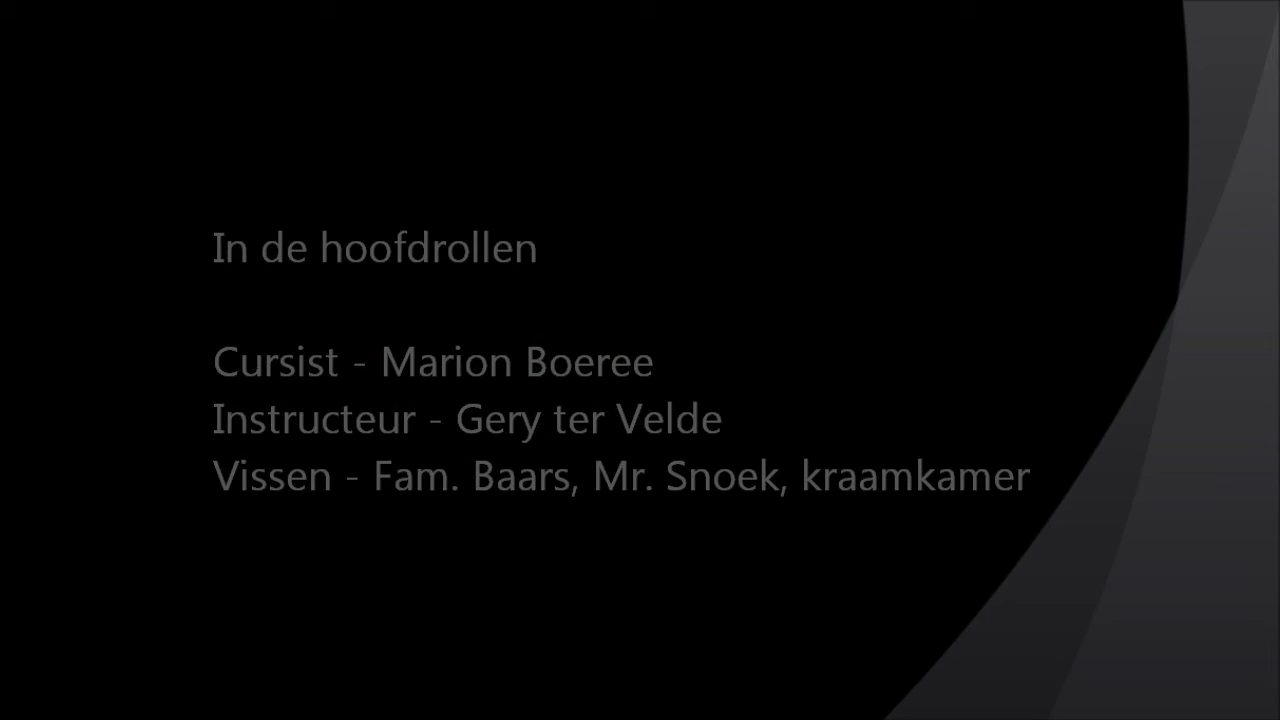 In de hoofdrollen
Cursist - Marion Boeree
Instructeur - Gery ter Velde
Vissen - Fam. Baars, Mr. Snoek, kraamkamer